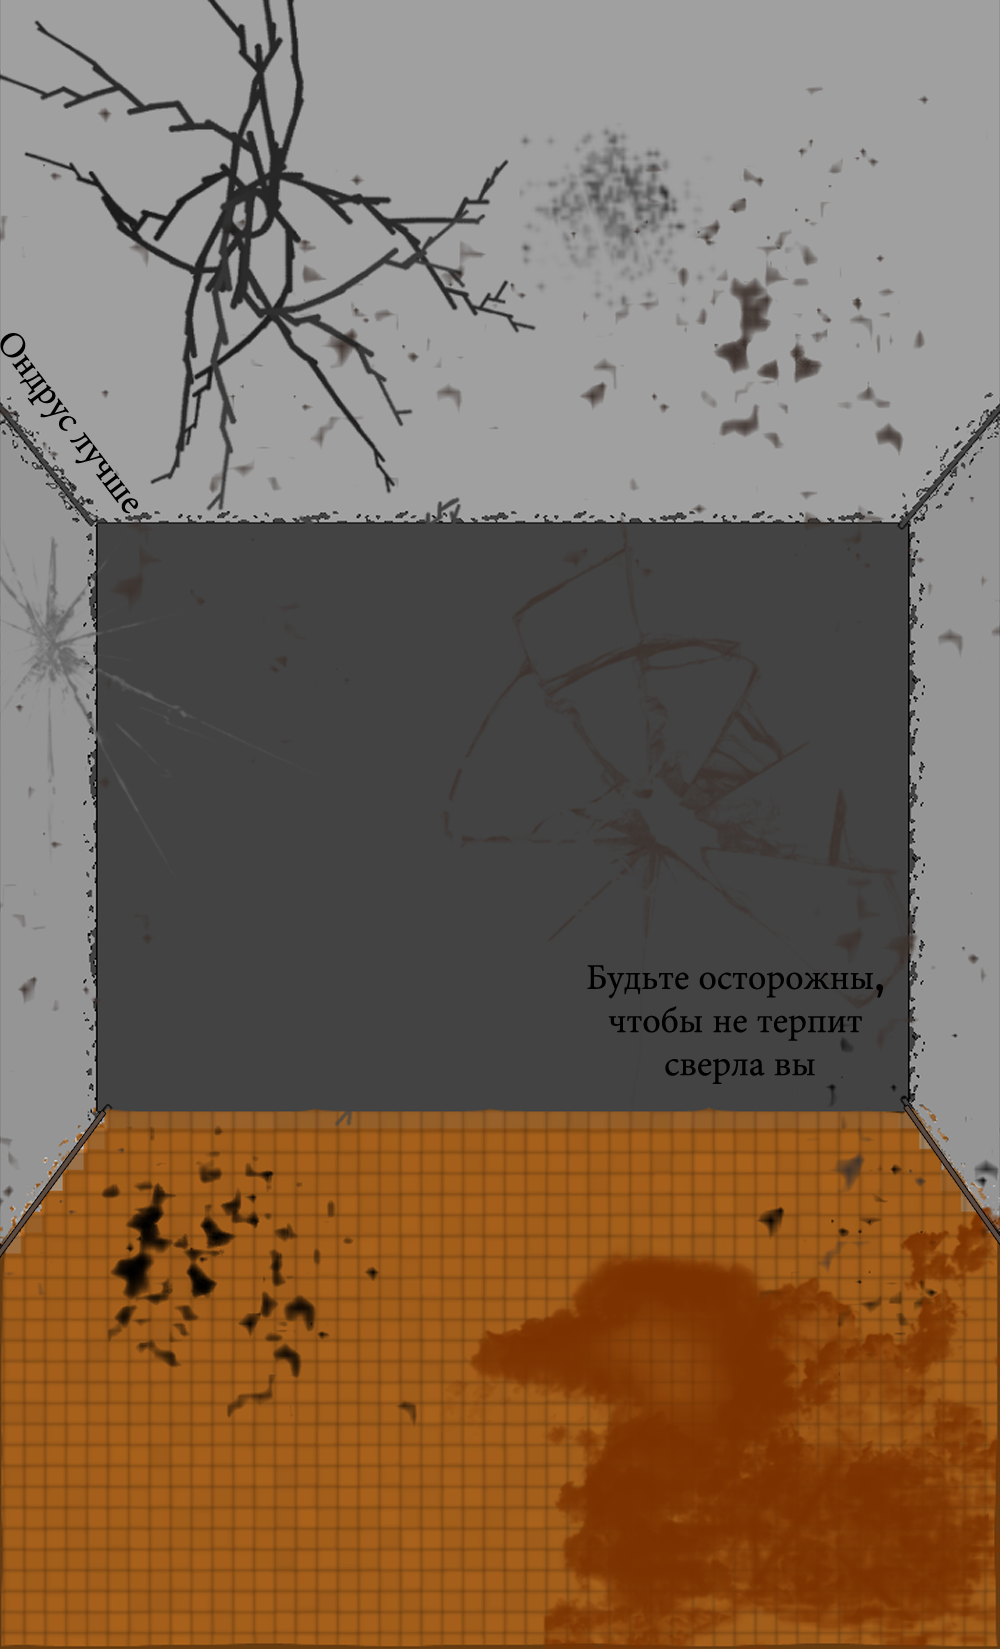 Ондрус лучше
Будьте осторожны,
чтобы не терпит
сверла вы